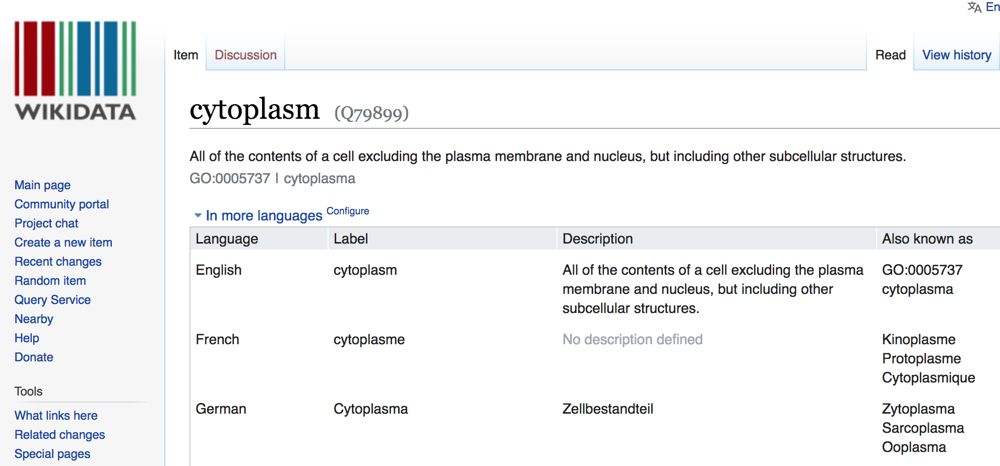 En
WIKIDATA
Item
Discussion
Read
View history
cytoplasm (Q79899)
All of the contents of a cell excluding the plasma membrane and nucleus, but including other subcellular structures.
GO:0005737 | cytoplasma
In more languages Configure
Main page
Community portal
Project chat
Create a new item
Recent changes
Random item
Query Service
Nearby
Help
Donate
Tools
What links here
Related changes
Special pages
Language Label Description Also known as
English cytoplasm All of the contents of a cell excluding the plasma GO:0005737
membrane and nucleus, but including other cytoplasma
subcellular structures.
French cytoplasme No description defined Kinoplasme
Protoplasme
Cytoplasmique
German Cytoplasma Zellbestandteil Zytoplasma
Sarcoplasma
Ooplasma